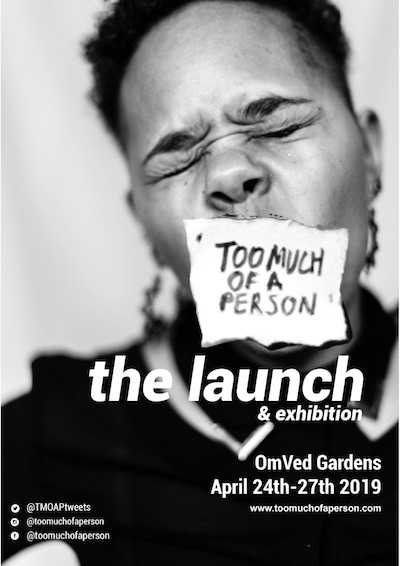 TOO MUCH
OF A
PERSON
the launch
& exhibition
OmVed Gardens
April 24th-27th 2019
www.toomuchofaperson.com
@TMOAPtweets
@toomuchofaperson
@toomuchofaperson